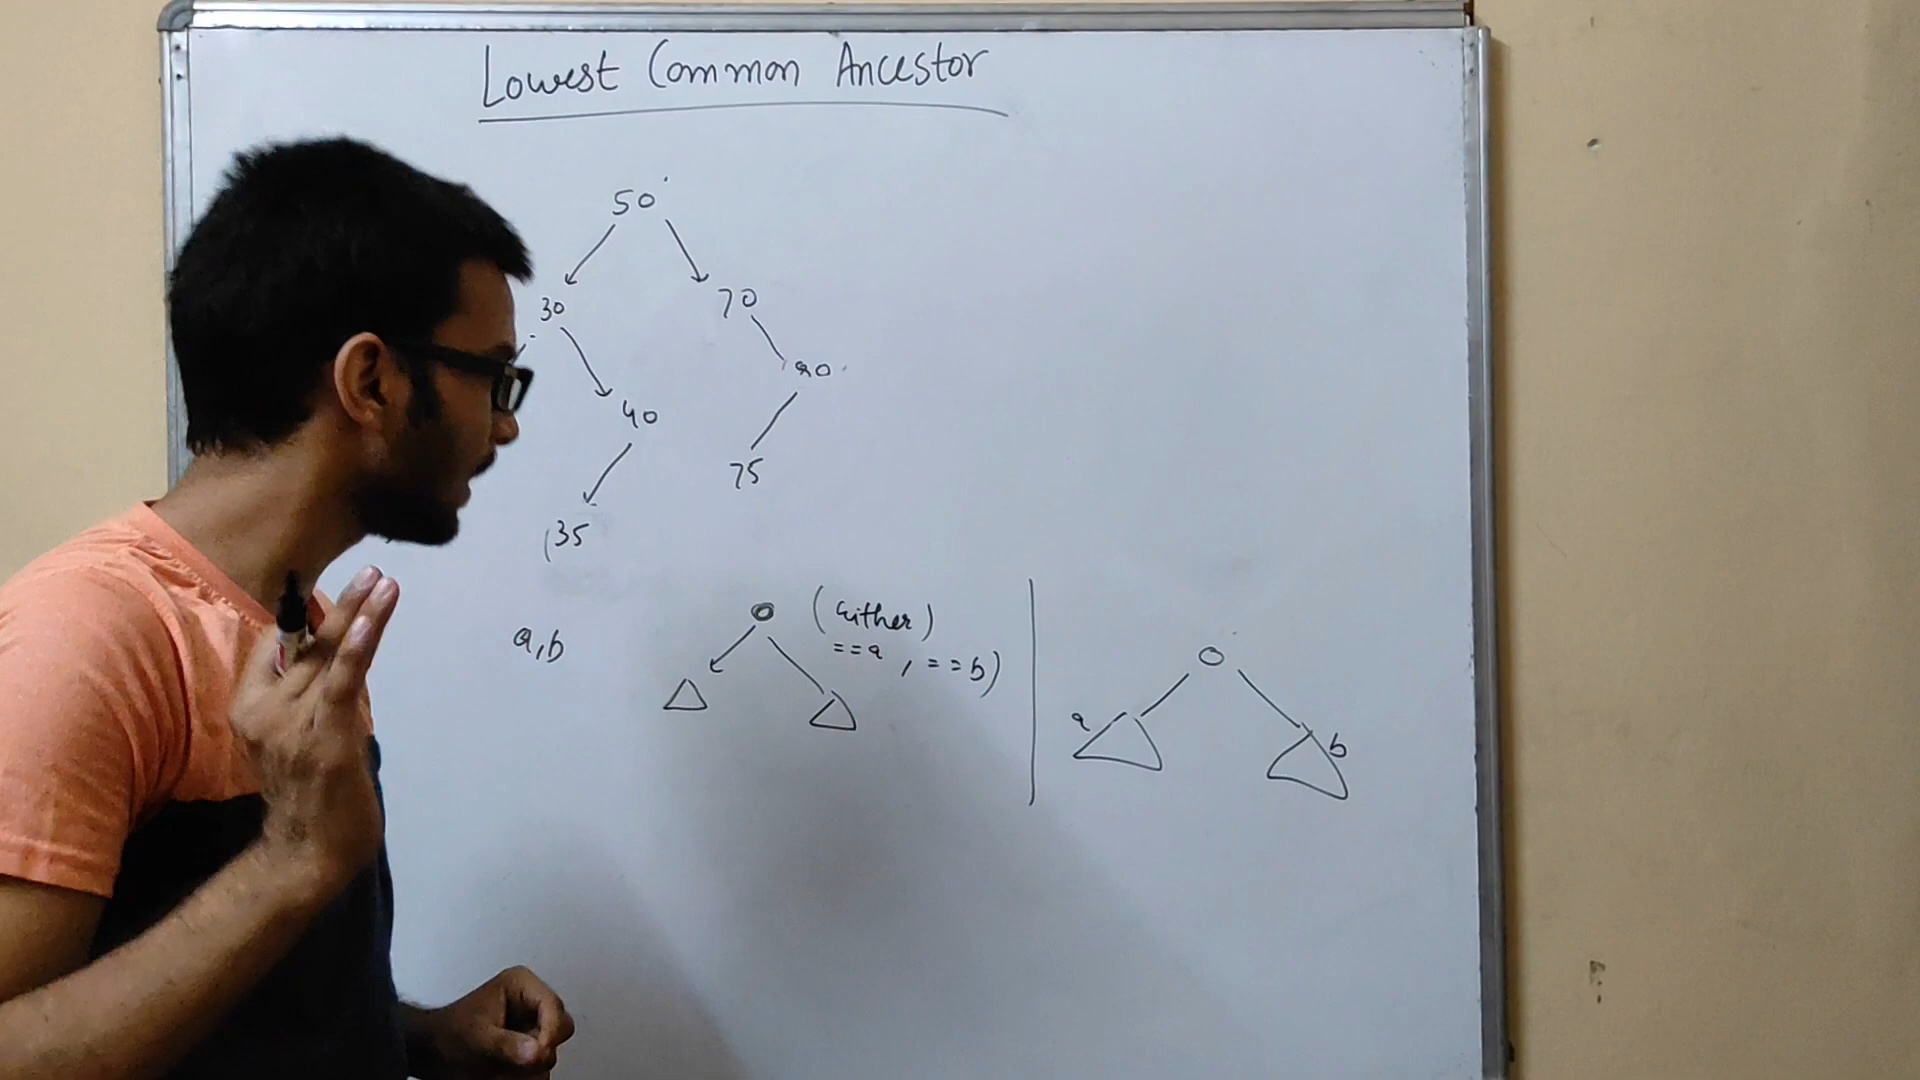 Lowest Common Ancestor
50
30 70
90
40
75
35
(Either)
a,b
==a , ==b)
a
b